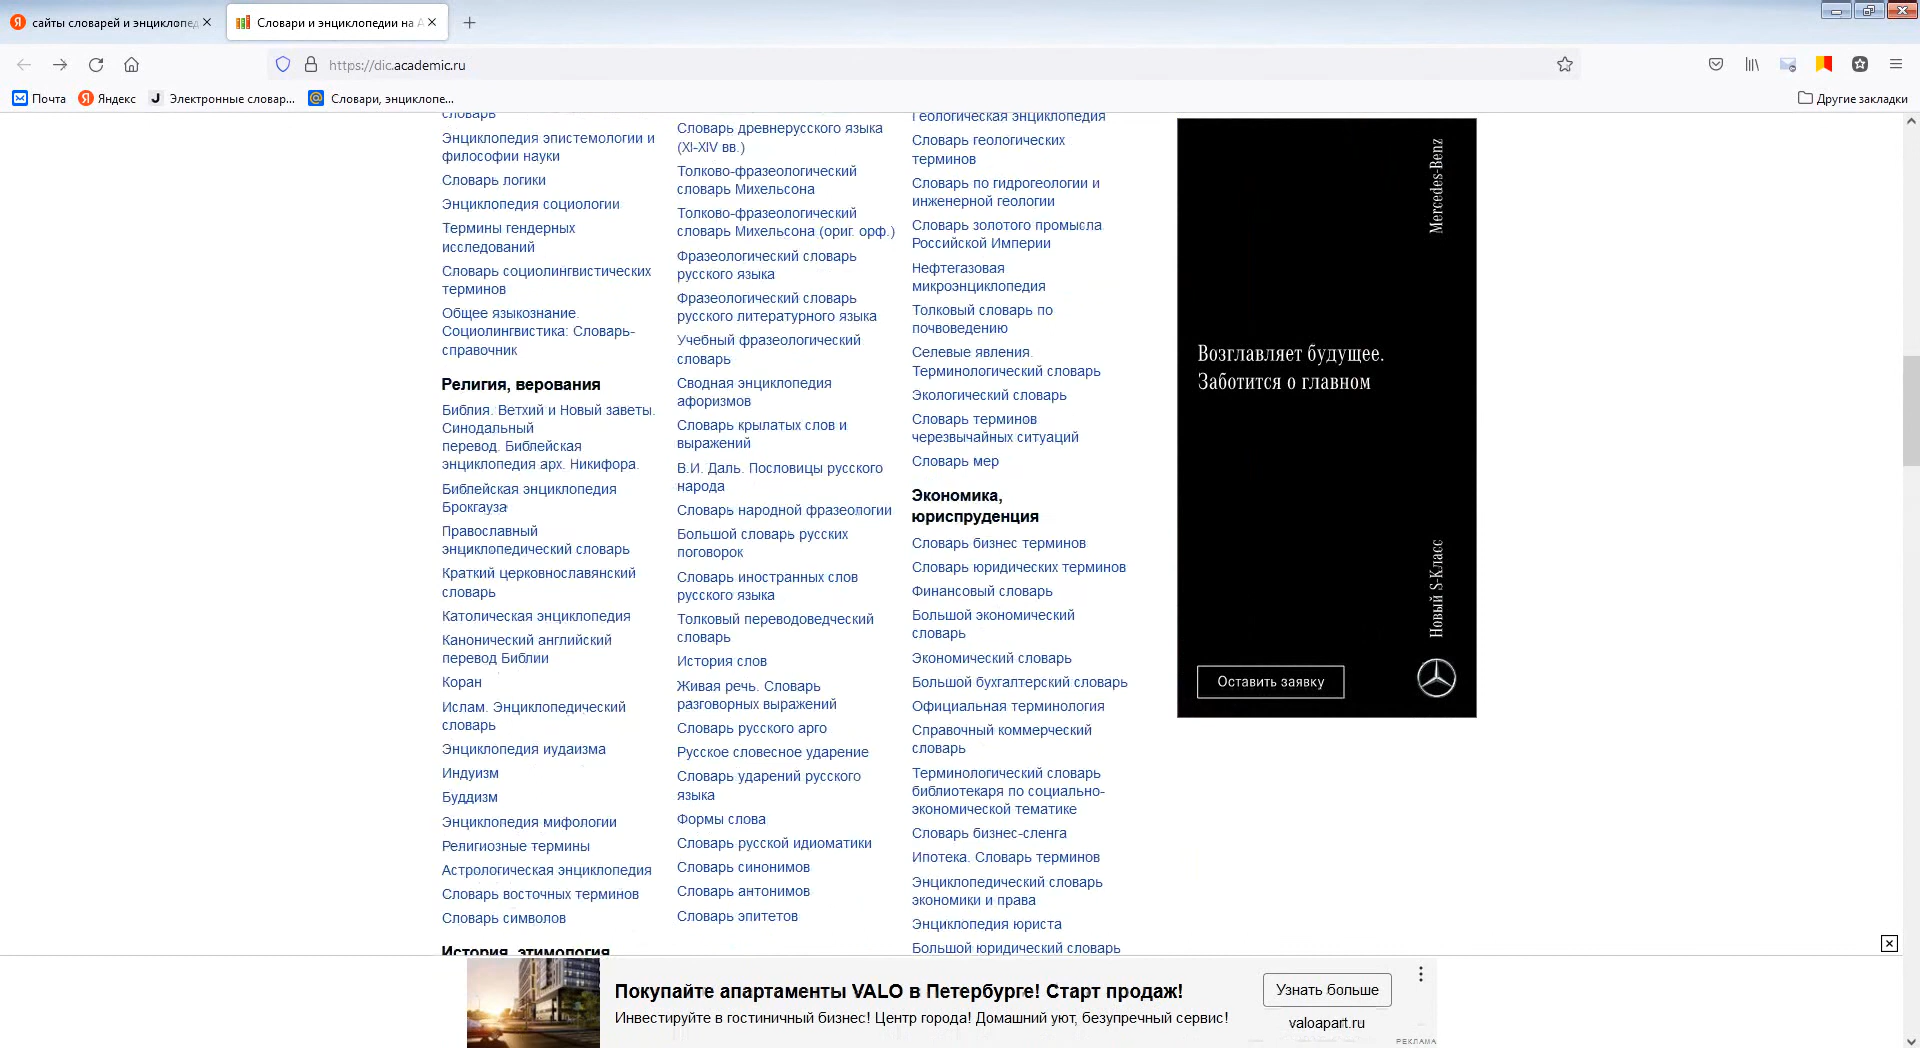 сайты словарей и энциклопед
Словари и энциклопедии на А
https://dic.academic.ru
Почта
Яндекс
Электронные словар...
Словари, энциклопе...
Другие закладки
словарь
Энциклопедия эпистемологии и
философии науки
Словарь логики
Энциклопедия социологии
Термины гендерных
исследований
Словарь социолингвистических
терминов
Общее языкознание.
Социолингвистика: Словарь-
справочник
Религия, верования
Библия. Ветхий и Новый заветы.
Синодальный
перевод. Библейская
энциклопедия арх. Никифора.
Библейская энциклопедия
Брокгауза
Православный
энциклопедический словарь
Краткий церковнославянский
словарь
Католическая энциклопедия
Канонический английский
перевод Библии
Коран
Ислам. Энциклопедический
словарь
Энциклопедия иудаизма
Индуизм
Буддизм
Энциклопедия мифологии
Религиозные термины
Астрологическая энциклопедия
Словарь восточных терминов
Словарь символов
История, этимология
Словарь древнерусского языка
(XI-XIV вв.)
Толково-фразеологический
словарь Михельсона
Толково-фразеологический
словарь Михельсона (ориг. орф.)
Фразеологический словарь
русского языка
Фразеологический словарь
русского литературного языка
Учебный фразеологический
словарь
Сводная энциклопедия
афоризмов
Словарь крылатых слов и
выражений
В.И. Даль. Пословицы русского
народа
Словарь народной фразеологии
Большой словарь русских
поговорок
Словарь иностранных слов
русского языка
Толковый переводоведческий
словарь
История слов
Живая речь. Словарь
разговорных выражений
Словарь русского арго
Русское словесное ударение
Словарь ударений русского
языка
Формы слова
Словарь русской идиоматики
Словарь синонимов
Словарь антонимов
Словарь эпитетов
Геологическая энциклопедия
Словарь геологических
терминов
Словарь по гидрогеологии и
инженерной геологии
Словарь золотого промысла
Российской Империи
Нефтегазовая
микроэнциклопедия
Толковый словарь по
почвоведению
Селевые явления.
Терминологический словарь
Экологический словарь
Словарь терминов
черезвычайных ситуаций
Словарь мер
Экономика,
юриспруденция
Словарь бизнес терминов
Словарь юридических терминов
Финансовый словарь
Большой экономический
словарь
Экономический словарь
Большой бухгалтерский словарь
Официальная терминология
Справочный коммерческий
словарь
Терминологический словарь
библиотекаря по социально-
экономической тематике
Словарь бизнес-сленга
Ипотека. Словарь терминов
Энциклопедический словарь
экономики и права
Энциклопедия юриста
Большой юридический словарь
Mercedes-Benz
Возглавляет будущее.
Заботится о главном
Новый S-Класс
Оставить заявку
Покупайте апартаменты VALO в Петербурге! Старт продаж!
Инвестируйте в гостиничный бизнес! Центр города! Домашний уют, безупречный сервис!
Узнать больше
valoapart.ru
РЕКЛАМА